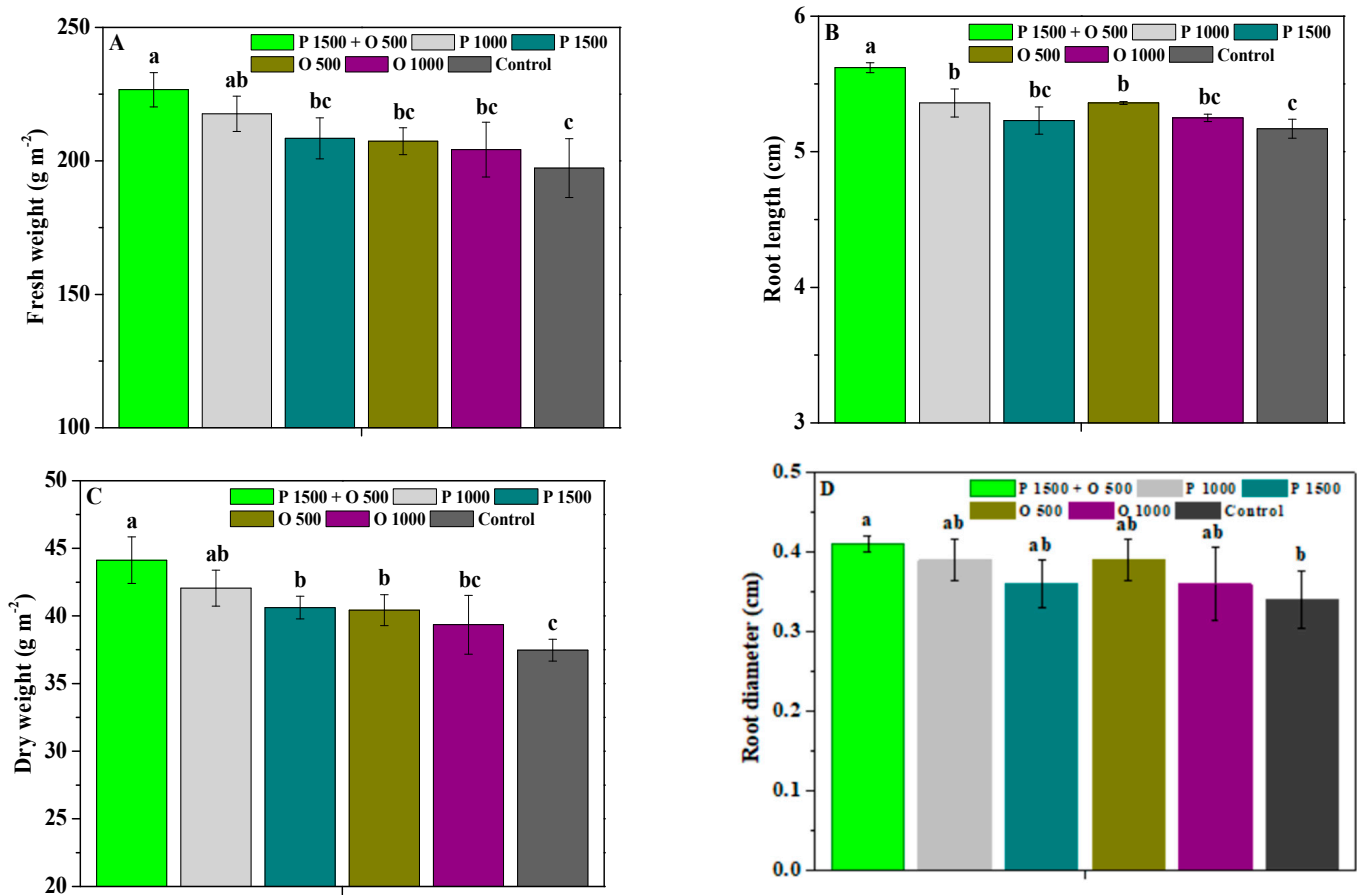 A
P 1500 + O 500 P 1000 P 1500
O 500 O 1000 Control
250
200
150
100
Fresh weight (g m⁻²)
a
ab
bc
bc
bc
c
B
P 1500 + O 500 P 1000 P 1500
O 500 O 1000 Control
6
5
4
3
Root length (cm)
a
b
bc
b
bc
c
C
P 1500 + O 500 P 1000 P 1500
O 500 O 1000 Control
50
45
40
35
30
25
20
Dry weight (g m⁻²)
a
ab
b
b
bc
c
D
P 1500 + O 500 P 1000 P 1500
O 500 O 1000 Control
0.5
0.4
0.3
0.2
0.1
0.0
Root diameter (cm)
a
ab
ab
ab
ab
b